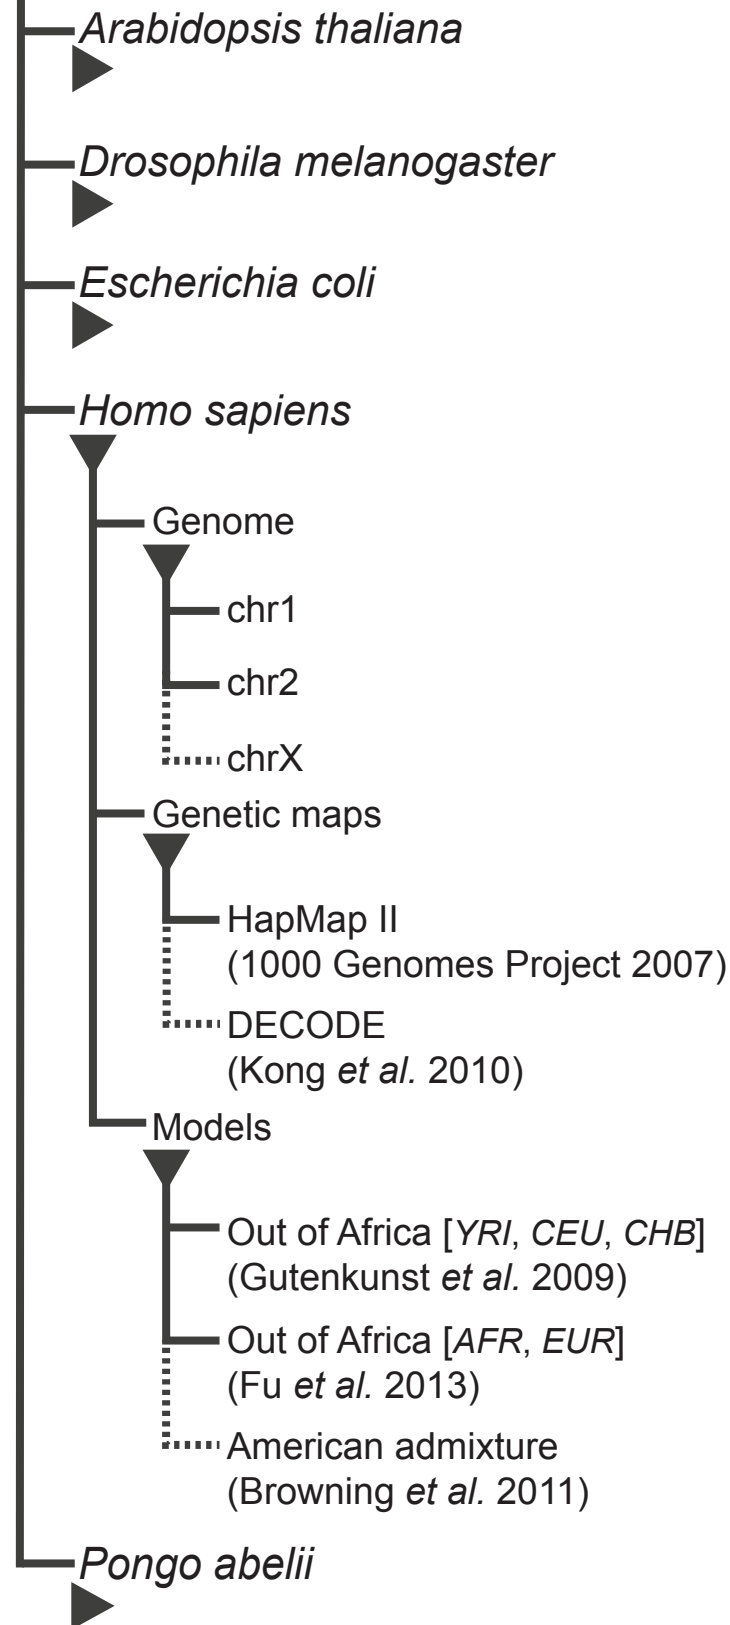 Arabidopsis thaliana
Drosophila melanogaster
Escherichia coli
Homo sapiens
Genome
chr1
chr2
chrX
Genetic maps
HapMap II
(1000 Genomes Project 2007)
DECODE
(Kong et al. 2010)
Models
Out of Africa [YRI, CEU, CHB]
(Gutenkunst et al. 2009)
Out of Africa [AFR, EUR]
(Fu et al. 2013)
American admixture
(Browning et al. 2011)
Pongo abelii